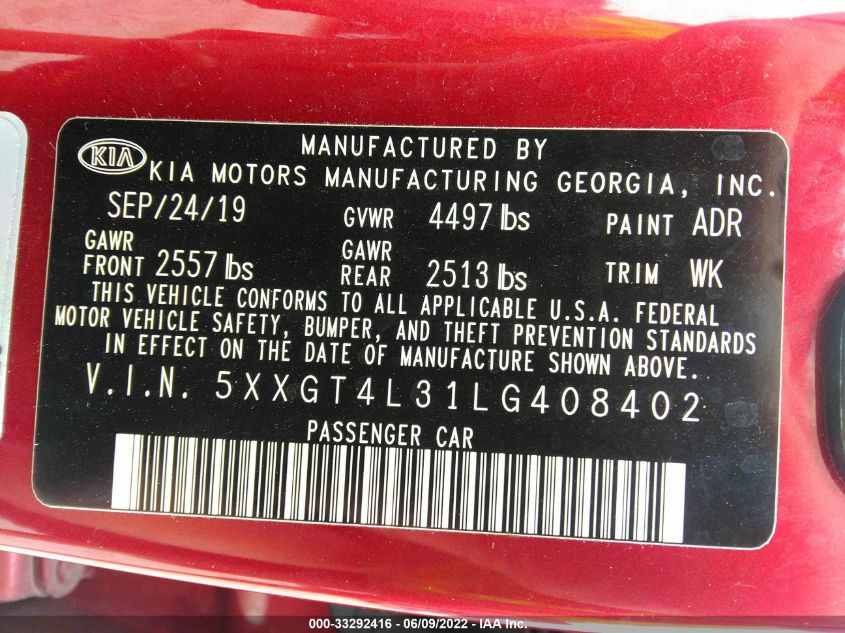 MANUFACTURED BY
KIA
KIA MOTORS MANUFACTURING GEORGIA, INC.
SEP/24/19 GVWR 4497 lbs PAINT ADR
GAWR FRONT 2557 lbs GAWR REAR 2513 lbs TRIM WK
THIS VEHICLE CONFORMS TO ALL APPLICABLE U.S.A. FEDERAL
MOTOR VEHICLE SAFETY, BUMPER, AND THEFT PREVENTION STANDARDS
IN EFFECT ON THE DATE OF MANUFACTURE SHOWN ABOVE.
V.I.N. 5XXGT4L31LG408402
PASSENGER CAR
000-33292416 - 06/09/2022 - IAA Inc.